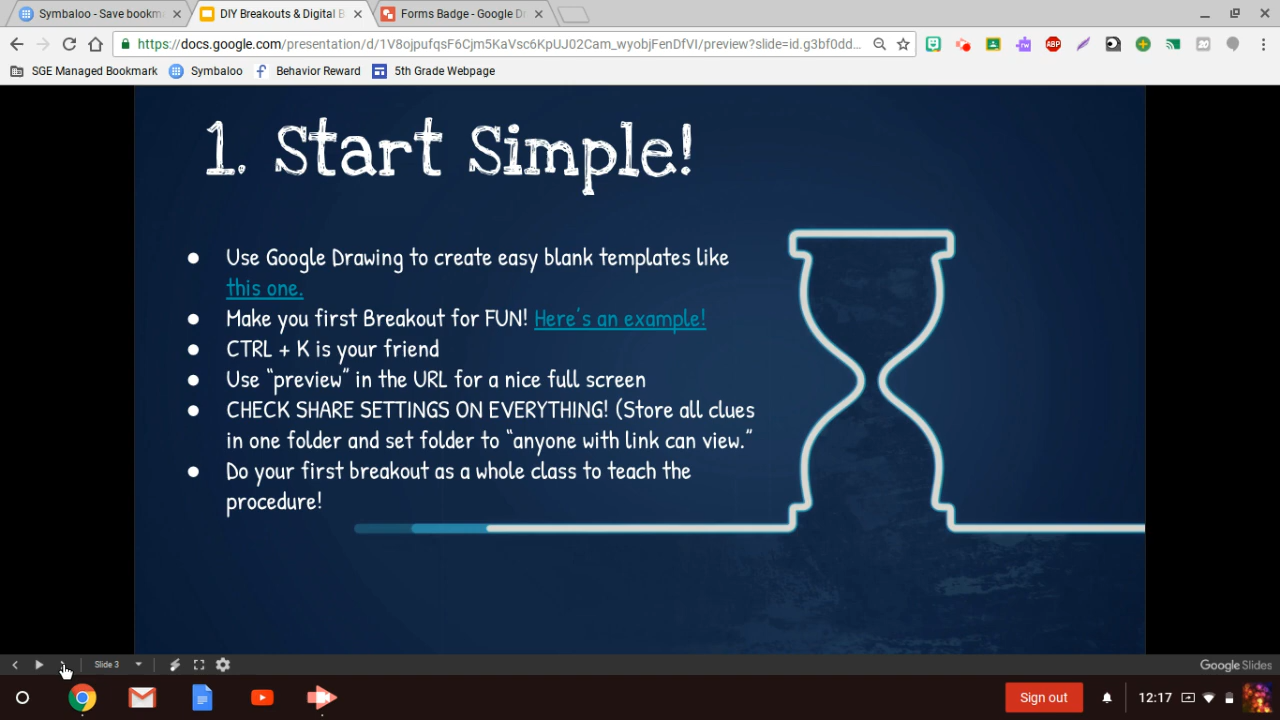 Symbaloo - Save bookm
DIY Breakouts & Digital B
Forms Badge - Google Dr
https://docs.google.com/presentation/d/1V8ojpufqsF6Cjm5KaVsc6KpUJ02Cam_wyobjFenDfVI/preview?slide=id.g3bf0dd...
SGE Managed Bookmark
Symbaloo
Behavior Reward
5th Grade Webpage
1. Start Simple!
● Use Google Drawing to create easy blank templates like
this one.
● Make you first Breakout for FUN! Here's an example!
● CTRL + K is your friend
● Use “preview” in the URL for a nice full screen
● CHECK SHARE SETTINGS ON EVERYTHING! (Store all clues
in one folder and set folder to “anyone with link can view.”
● Do your first breakout as a whole class to teach the
procedure!
Slide 3
Google Slides
Sign out
12:17